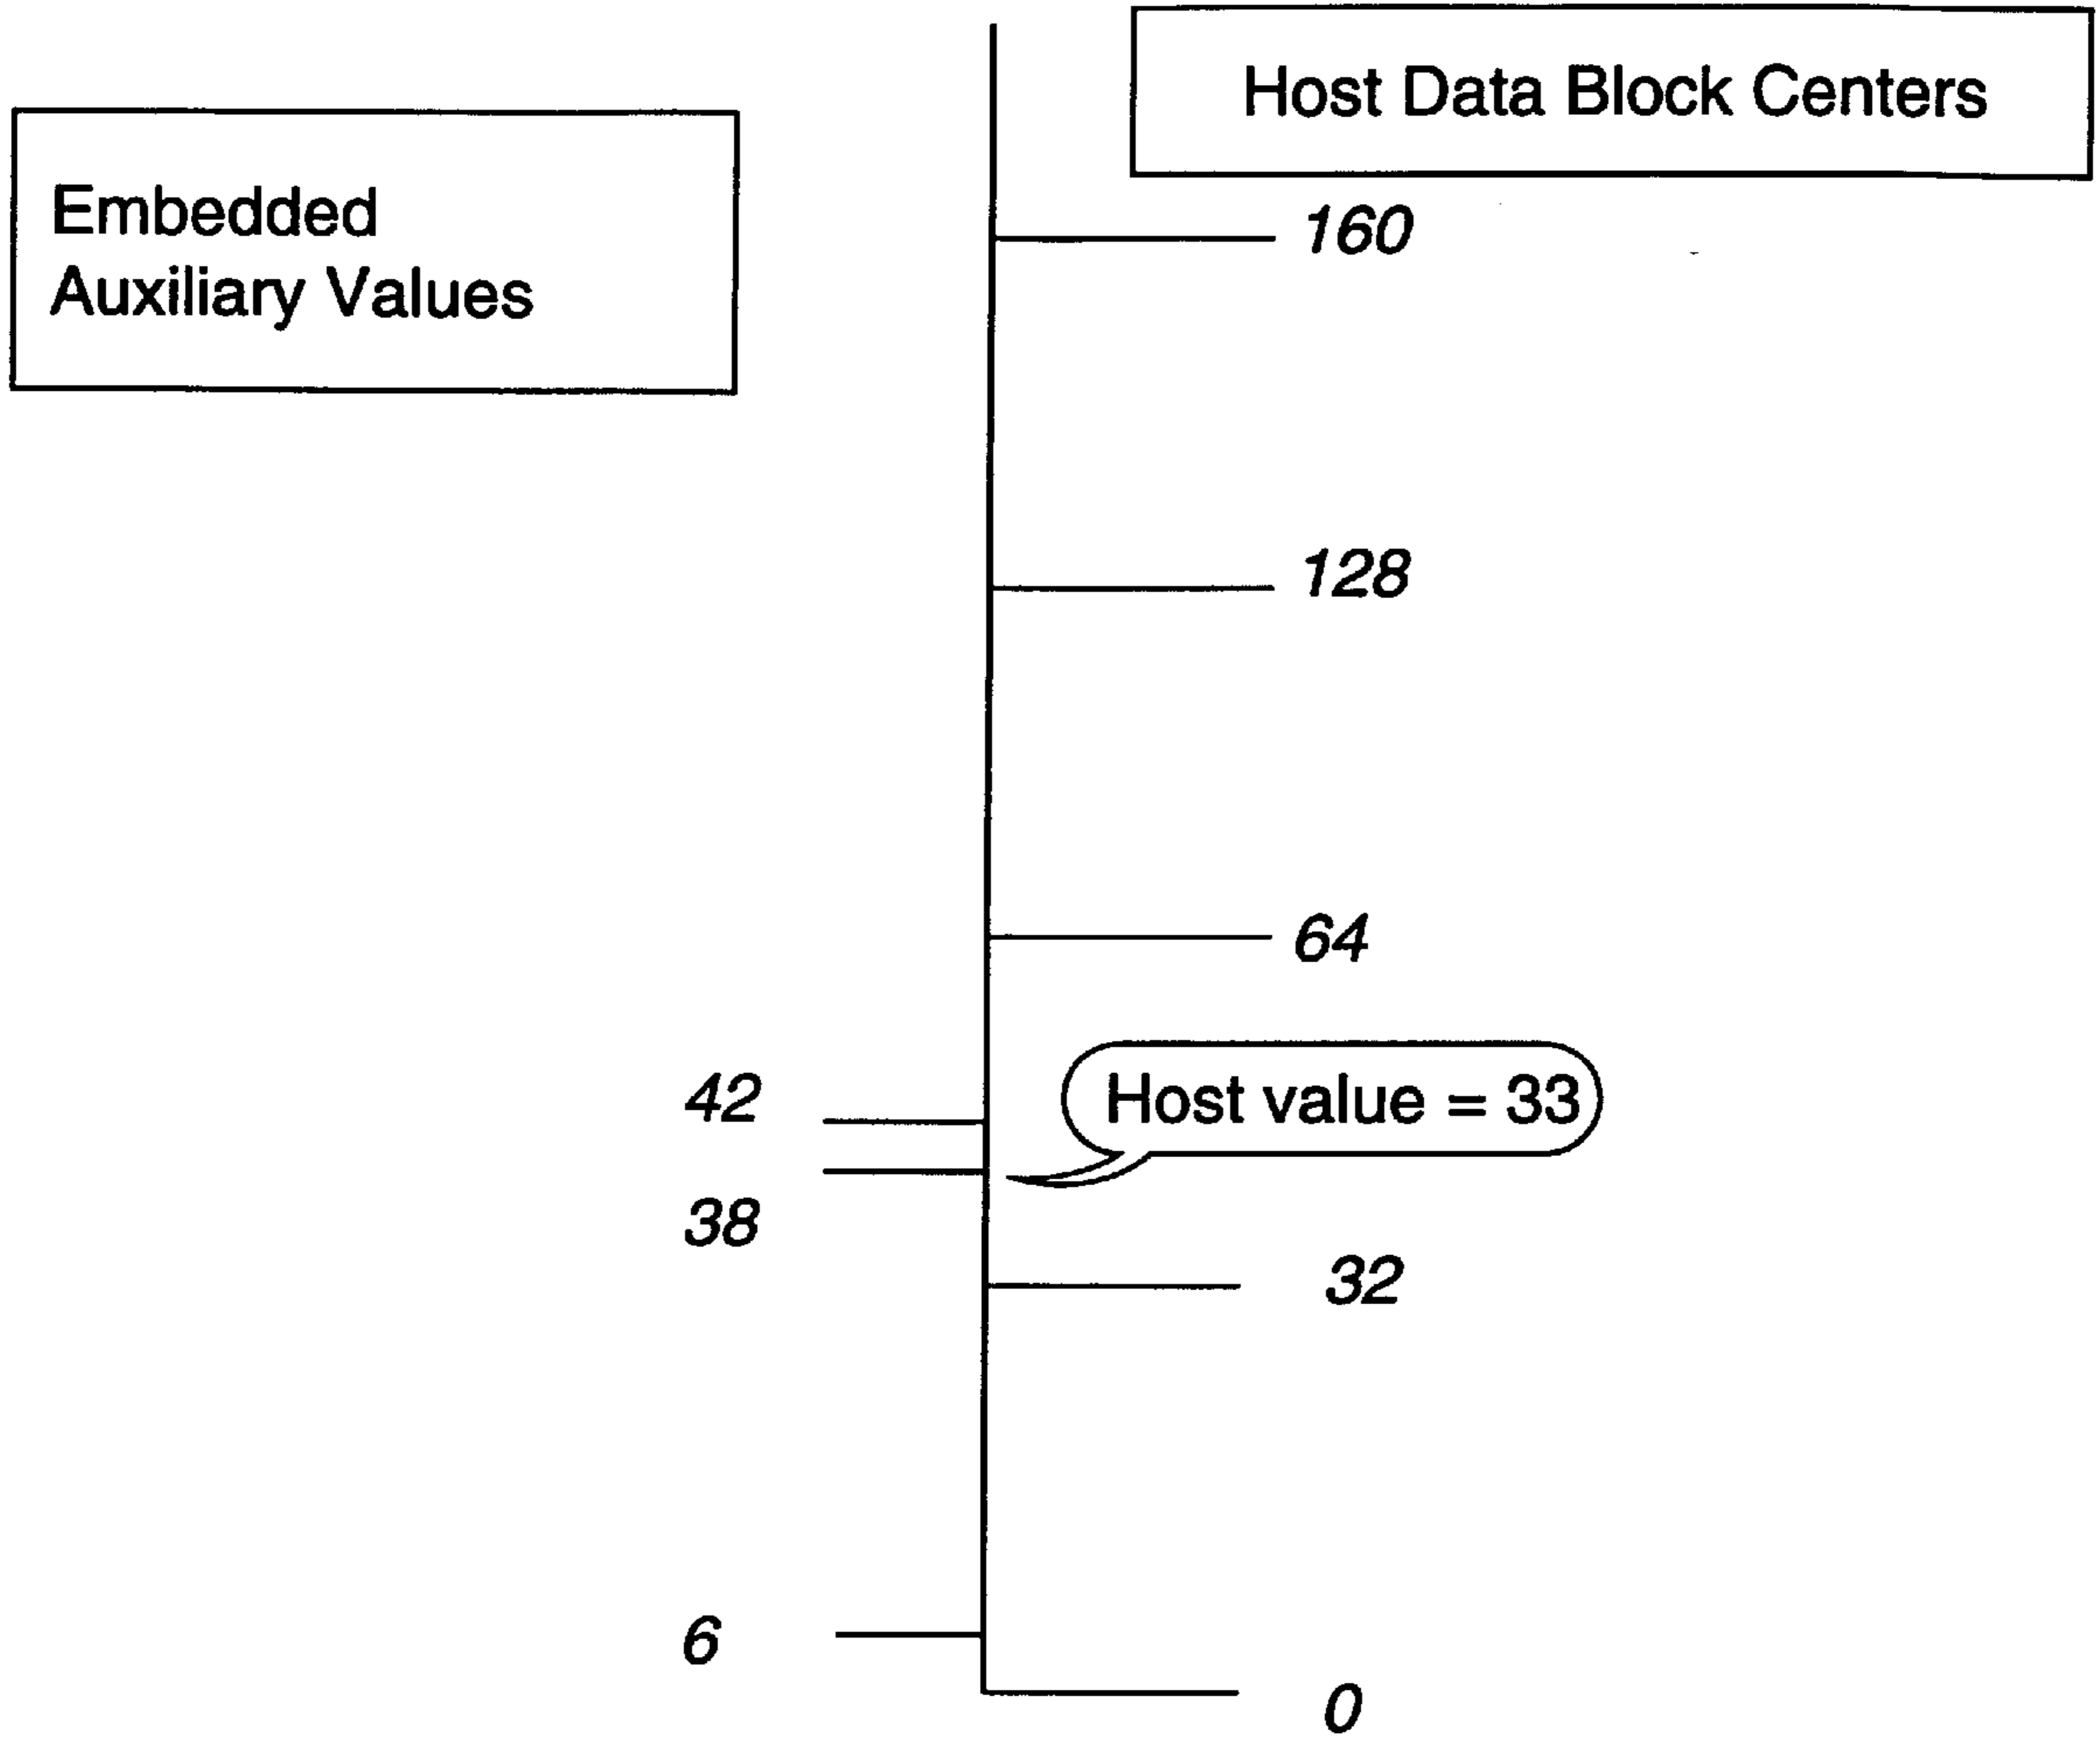 Host Data Block Centers
Embedded
Auxiliary Values
160
128
64
42
Host value = 33
38
32
6
0